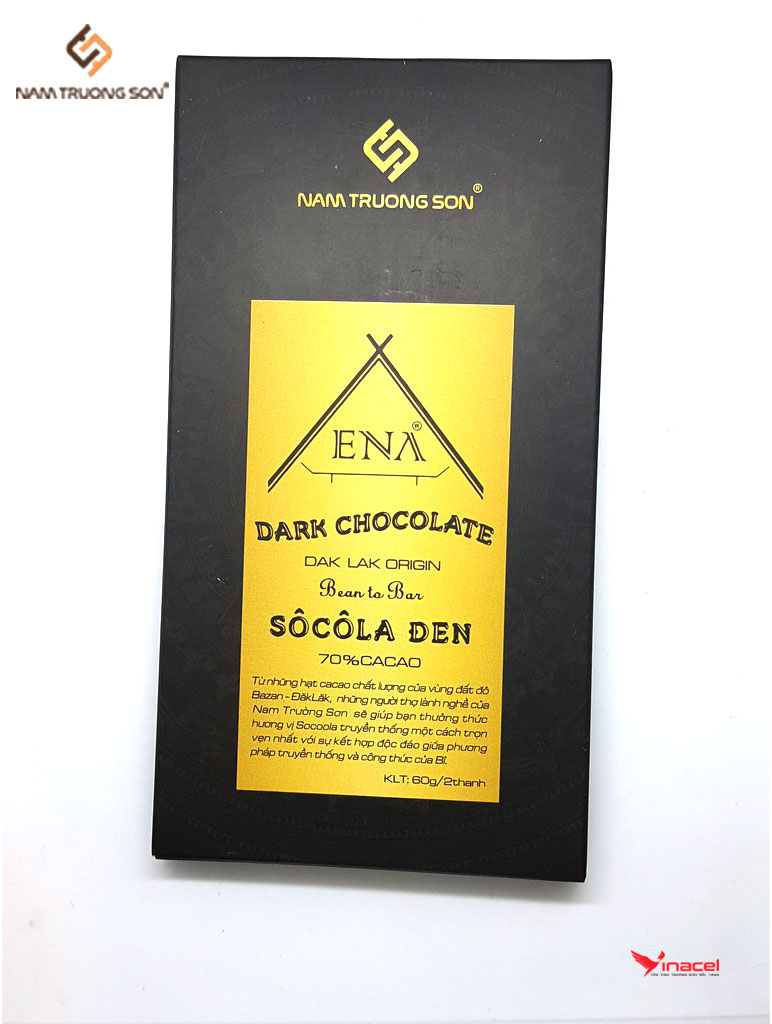 NAM TRUONG SON®
NAM TRUONG SON®
ENA®
DARK CHOCOLATE
DAK LAK ORIGIN
Bean to Bar
SÔCÔLA ĐEN
70%CACAO
Từ những hạt cacao chất lượng của vùng đất đỏ
Bazan - ĐăkLăk, những người thợ lành nghề của
Nam Trường Sơn sẽ giúp bạn thưởng thức
hương vị Socoola truyền thống một cách trọn
vẹn nhất với sự kết hợp độc đáo giữa phương
pháp truyền thống và công thức của Bỉ.
KLT: 60g/2thanh
Vinacel